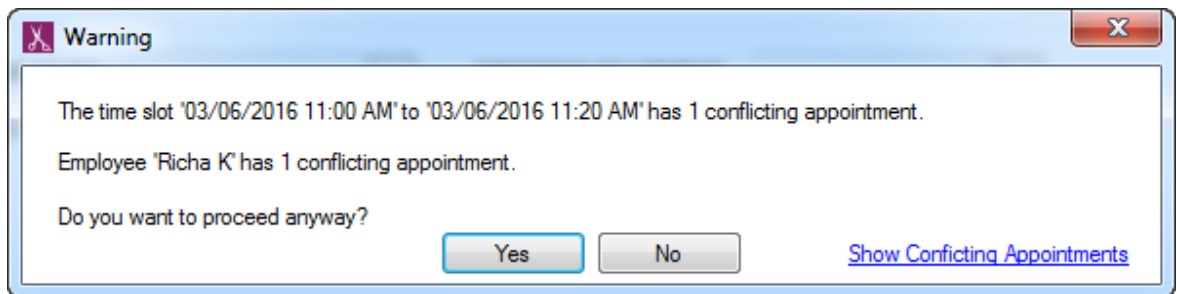 Warning
The time slot '03/06/2016 11:00 AM' to '03/06/2016 11:20 AM' has 1 conflicting appointment.
Employee 'Richa K' has 1 conflicting appointment.
Do you want to proceed anyway?
Yes No Show Conficting Appointments